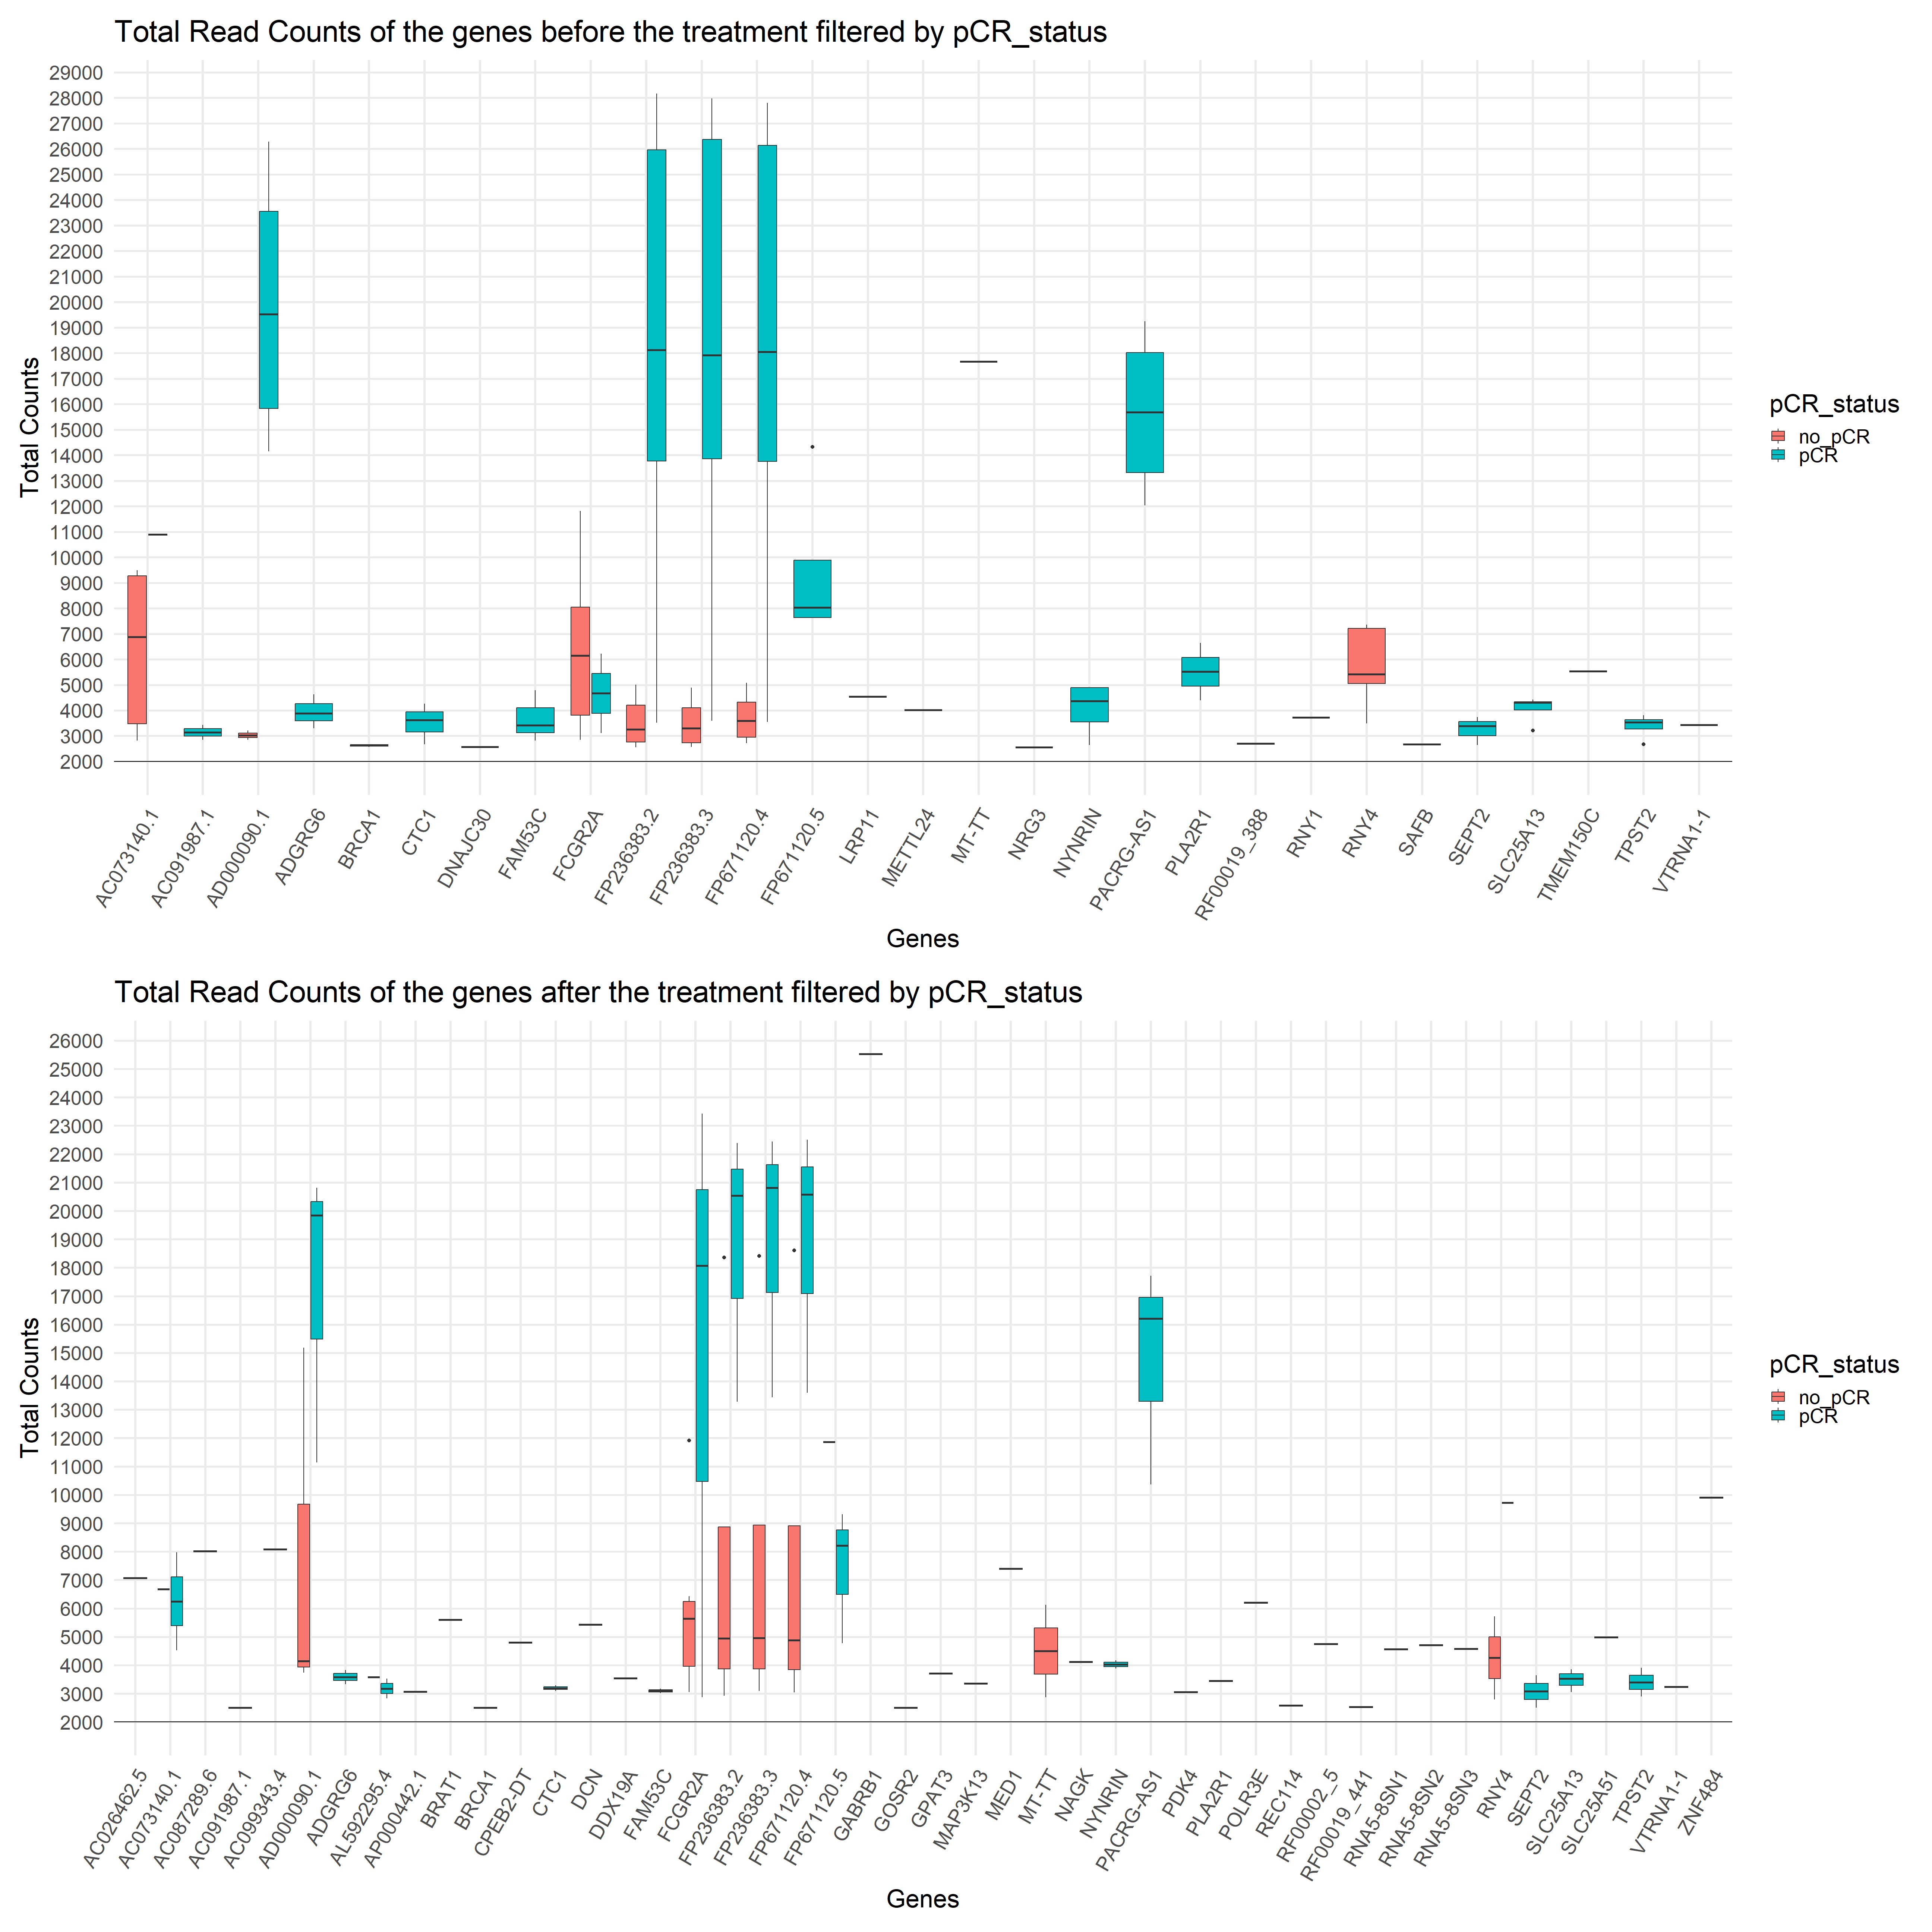 Total Read Counts of the genes before the treatment filtered by pCR_status
29000
28000
27000
26000
25000
24000
23000
22000
21000
20000
19000
18000
17000
16000
15000
14000
13000
12000
11000
10000
9000
8000
7000
6000
5000
4000
3000
2000
Total Counts
AC073140.1
AC091987.1
AD000090.1
ADGRG6
BRCA1
CTC1
DNAJC30
FAM53C
FCGR2A
FP236383.2
FP236383.3
FP671120.4
FP671120.5
LRP11
METTL24
MT-TT
NRG3
NYNRIN
PACRG-AS1
PLA2R1
RF00019_388
RNY1
RNY4
SAFB
SEPT2
SLC25A13
TMEM150C
TPST2
VTRNA1-1
Genes
pCR_status
no_pCR
pCR
Total Read Counts of the genes after the treatment filtered by pCR_status
26000
25000
24000
23000
22000
21000
20000
19000
18000
17000
16000
15000
14000
13000
12000
11000
10000
9000
8000
7000
6000
5000
4000
3000
2000
Total Counts
AC026462.5
AC073140.1
AC087289.6
AC091987.1
AC099343.4
AD000090.1
ADGRG6
AL592295.4
AP000442.1
BRAT1
BRCA1
CPEB2-DT
CTC1
DCN
DDX19A
FAM53C
FCGR2A
FP236383.2
FP236383.3
FP671120.4
FP671120.5
GABRB1
GOSR2
GPAT3
MAP3K13
MED1
MT-TT
NAGK
NYNRIN
PACRG-AS1
PDK4
PLA2R1
POLR3E
REC114
RF00002_5
RF00019_441
RNA5-8SN1
RNA5-8SN2
RNA5-8SN3
RNY4
SEPT2
SLC25A13
SLC25A51
TPST2
VTRNA1-1
ZNF484
Genes
pCR_status
no_pCR
pCR